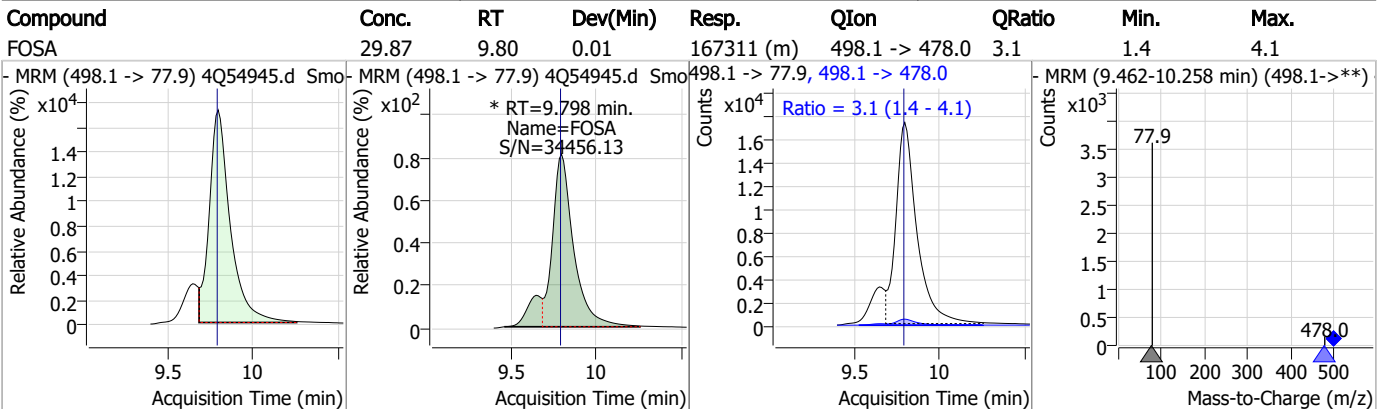 Compound Conc. RT Dev(Min) Resp. QIon QRatio Min. Max.
FOSA 29.87 9.80 0.01 167311 (m) 498.1 -> 478.0 3.1 1.4 4.1
- MRM (498.1 -> 77.9) 4Q54945.d Smo
x10⁴
Relative Abundance (%)
1.4
1.2
1
0.8
0.6
0.4
0.2
0
9.5 10
Acquisition Time (min)
- MRM (498.1 -> 77.9) 4Q54945.d Smo
x10²
* RT=9.798 min.
Name=FOSA
S/N=34456.13
Relative Abundance (%)
0.8
0.6
0.4
0.2
0
9.5 10
Acquisition Time (min)
498.1 -> 77.9, 498.1 -> 478.0
x10⁴
Ratio = 3.1 (1.4 - 4.1)
Counts
1.6
1.4
1.2
1
0.8
0.6
0.4
0.2
0
9.5 10
Acquisition Time (min)
- MRM (9.462-10.258 min) (498.1->**)
x10³
Counts
77.9
3.5
3
2.5
2
1.5
1
0.5
0
478.0
100 200 300 400 500
Mass-to-Charge (m/z)